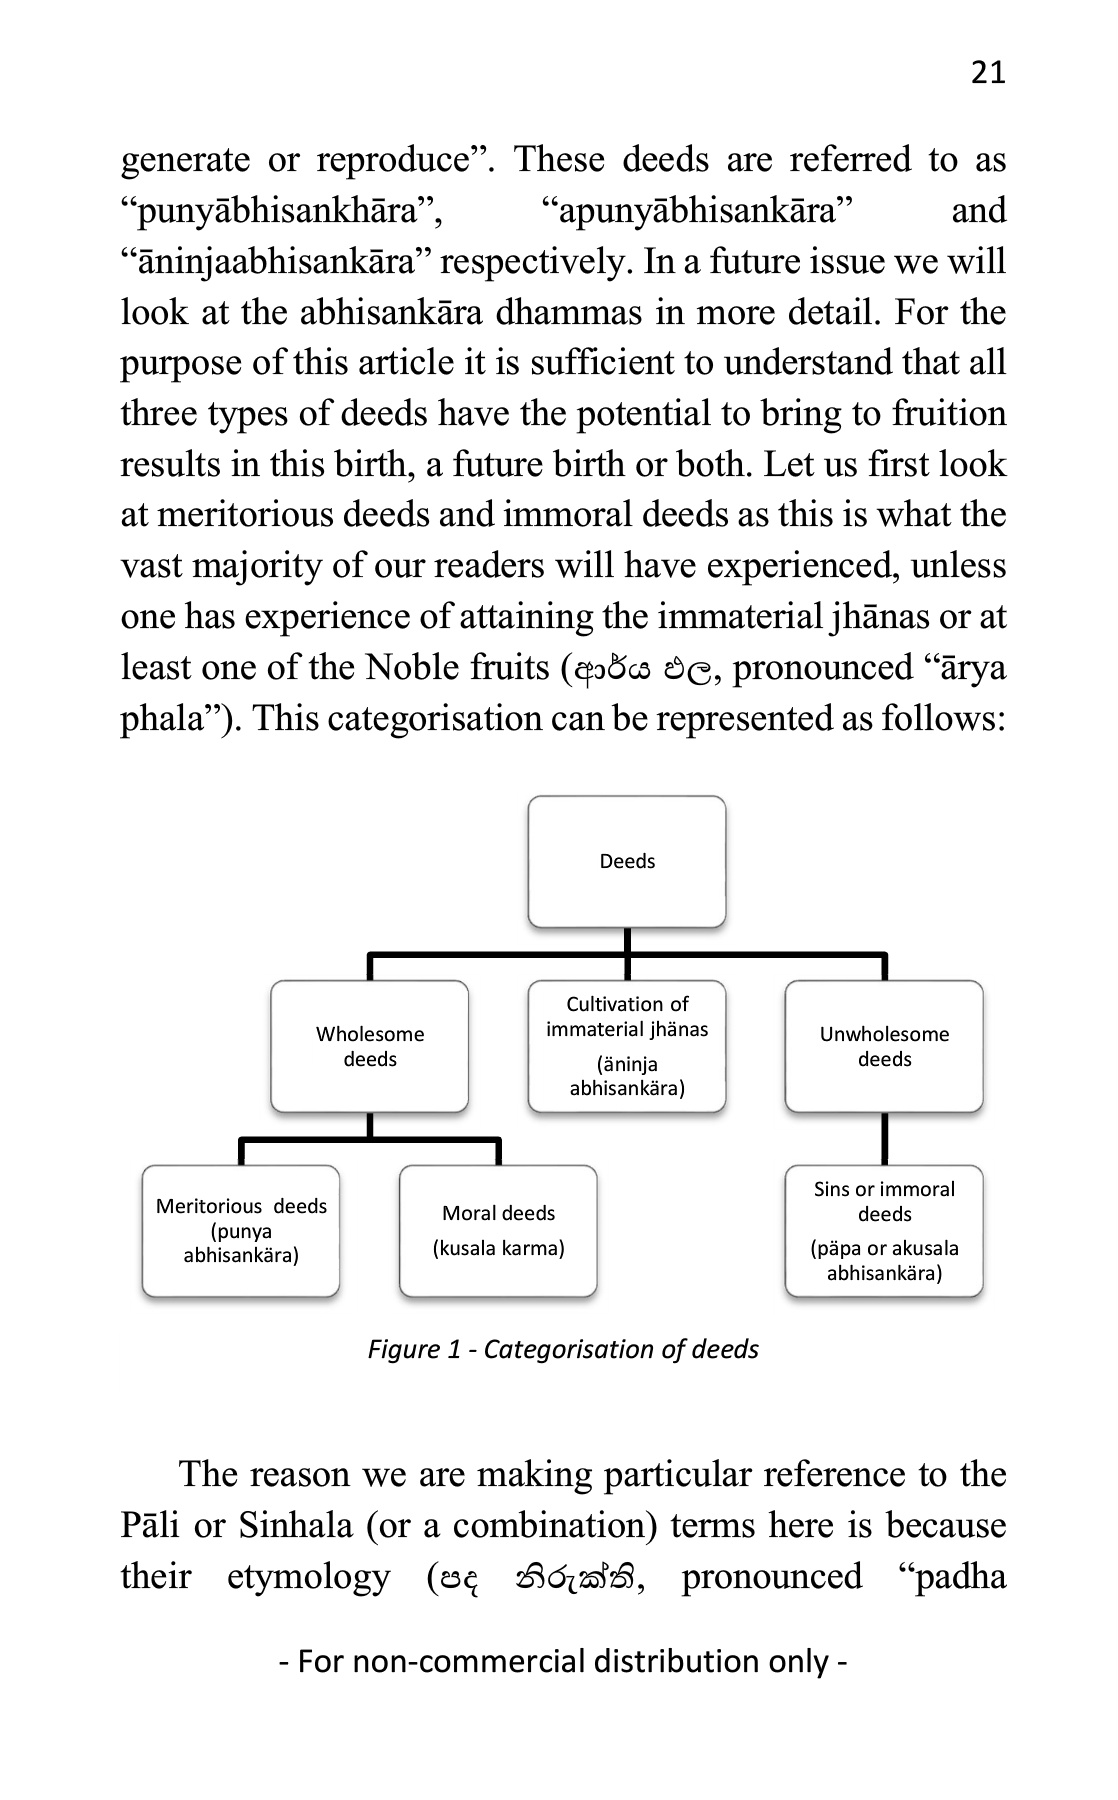 21
generate or reproduce”. These deeds are referred to as
“punyābhisankhāra”, “apunyābhisankāra” and
“āninjaabhisankāra” respectively. In a future issue we will
look at the abhisankāra dhammas in more detail. For the
purpose of this article it is sufficient to understand that all
three types of deeds have the potential to bring to fruition
results in this birth, a future birth or both. Let us first look
at meritorious deeds and immoral deeds as this is what the
vast majority of our readers will have experienced, unless
one has experience of attaining the immaterial jhānas or at
least one of the Noble fruits (ආර්ය ඵල, pronounced “ārya
phala”). This categorisation can be represented as follows:
Deeds
Wholesome
deeds
Cultivation of
immaterial jhänas
(äninja
abhisankära)
Unwholesome
deeds
Meritorious deeds
(punya
abhisankära)
Moral deeds
(kusala karma)
Sins or immoral
deeds
(päpa or akusala
abhisankära)
Figure 1 - Categorisation of deeds
The reason we are making particular reference to the
Pāli or Sinhala (or a combination) terms here is because
their etymology (පද නිරුක්ති, pronounced “padha
- For non-commercial distribution only -